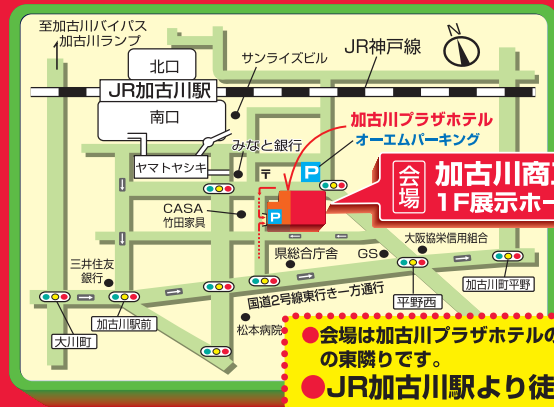 至加古川バイパス
加古川ランプ
北口
サンライズビル
JR神戸線
N
JR加古川駅
南口
加古川プラザホテル
みなと銀行
オーエムパーキング
ヤマトヤシキ
〒
P
会場
加古川商工
1F展示ホー
CASA
竹田家具
P
県総合庁舎
GS
大阪協栄信用組合
三井住友
銀行
国道2号線東行き一方通行
加古川町平野
平野西
加古川駅前
大川町
松本病院
●会場は加古川プラザホテルの
の東隣りです。
●JR加古川駅より徒